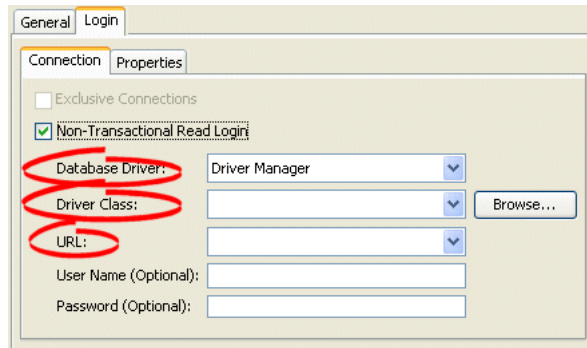 General Login
Connection Properties
Exclusive Connections
Non-Transactional Read Login
Database Driver: Driver Manager
Driver Class: Browse...
URL:
User Name (Optional):
Password (Optional):